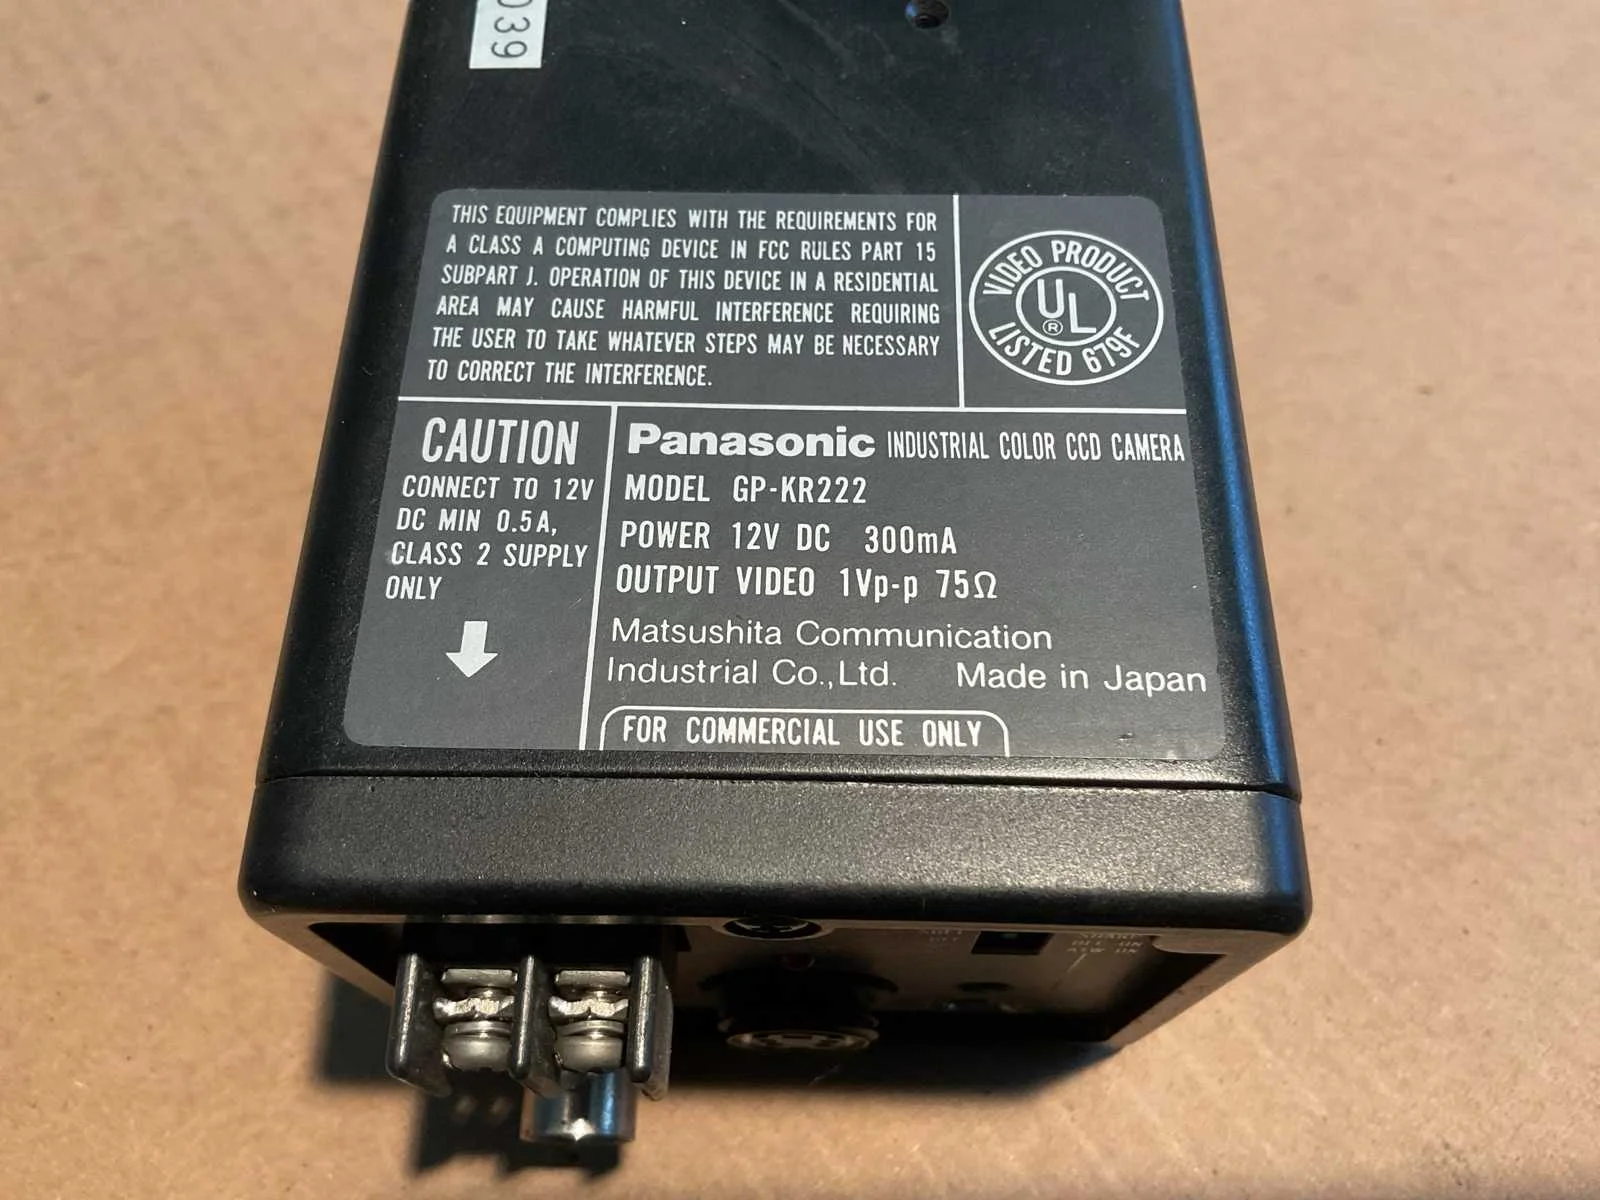 039
THIS EQUIPMENT COMPLIES WITH THE REQUIREMENTS FOR
A CLASS A COMPUTING DEVICE IN FCC RULES PART 15
SUBPART J. OPERATION OF THIS DEVICE IN A RESIDENTIAL
AREA MAY CAUSE HARMFUL INTERFERENCE REQUIRING
THE USER TO TAKE WHATEVER STEPS MAY BE NECESSARY
TO CORRECT THE INTERFERENCE.
VIDEO PRODUCT
UL®
LISTED 679F
CAUTION
CONNECT TO 12V
DC MIN 0.5A,
CLASS 2 SUPPLY
ONLY
Panasonic INDUSTRIAL COLOR CCD CAMERA
MODEL GP-KR222
POWER 12V DC 300mA
OUTPUT VIDEO 1Vp-p 75Ω
Matsushita Communication
Industrial Co.,Ltd. Made in Japan
FOR COMMERCIAL USE ONLY